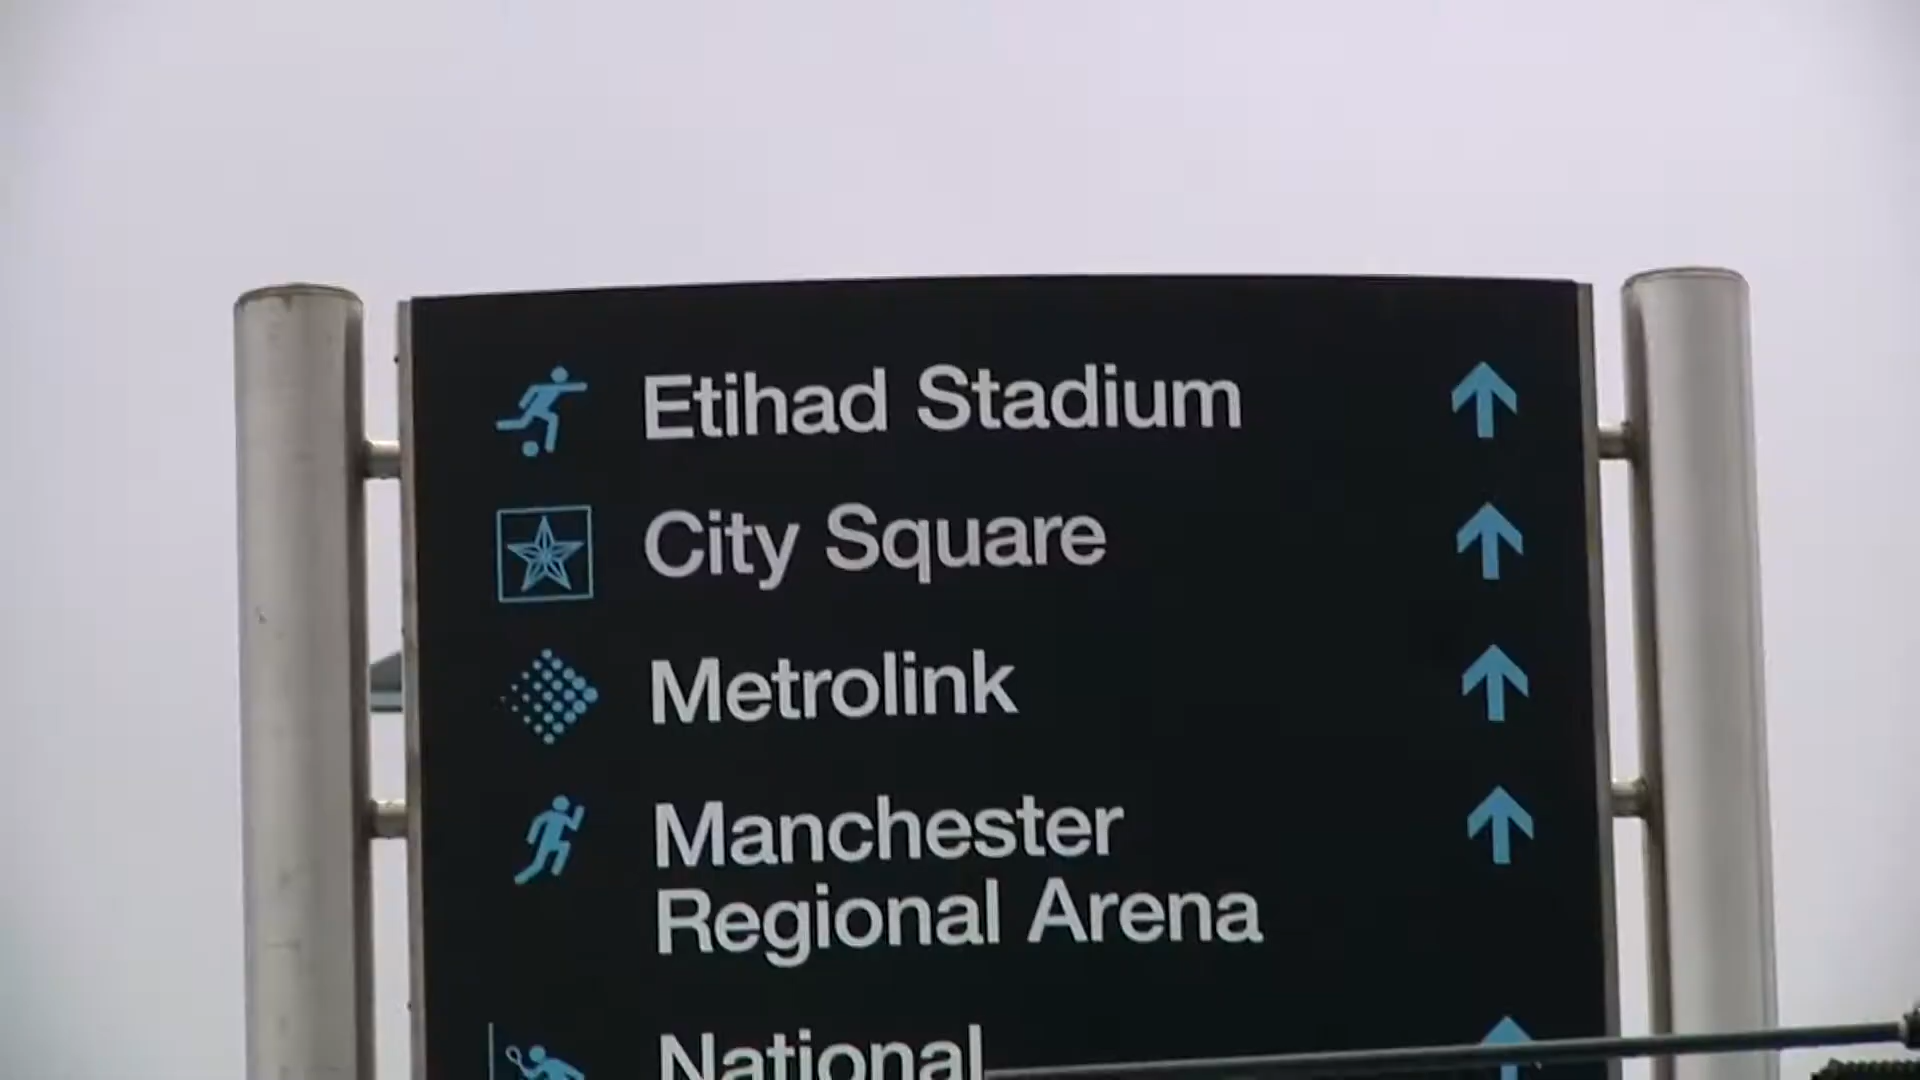 Etihad Stadium
City Square
Metrolink
Manchester
Regional Arena
National